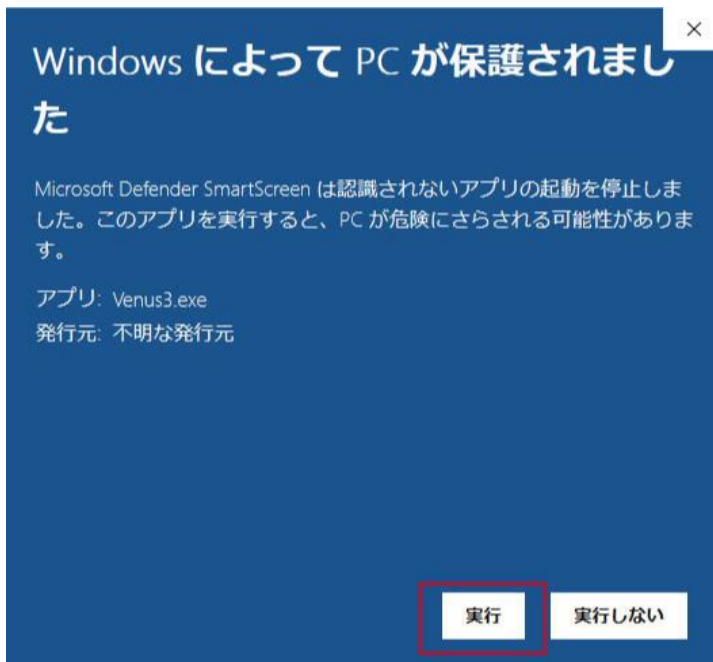 Windows によって PC が保護されまし
た
Microsoft Defender SmartScreen は認識されないアプリの起動を停止しま
した。このアプリを実行すると、PC が危険にさらされる可能性がありま
す。
アプリ: Venus3.exe
発行元: 不明な発行元
実行 実行しない